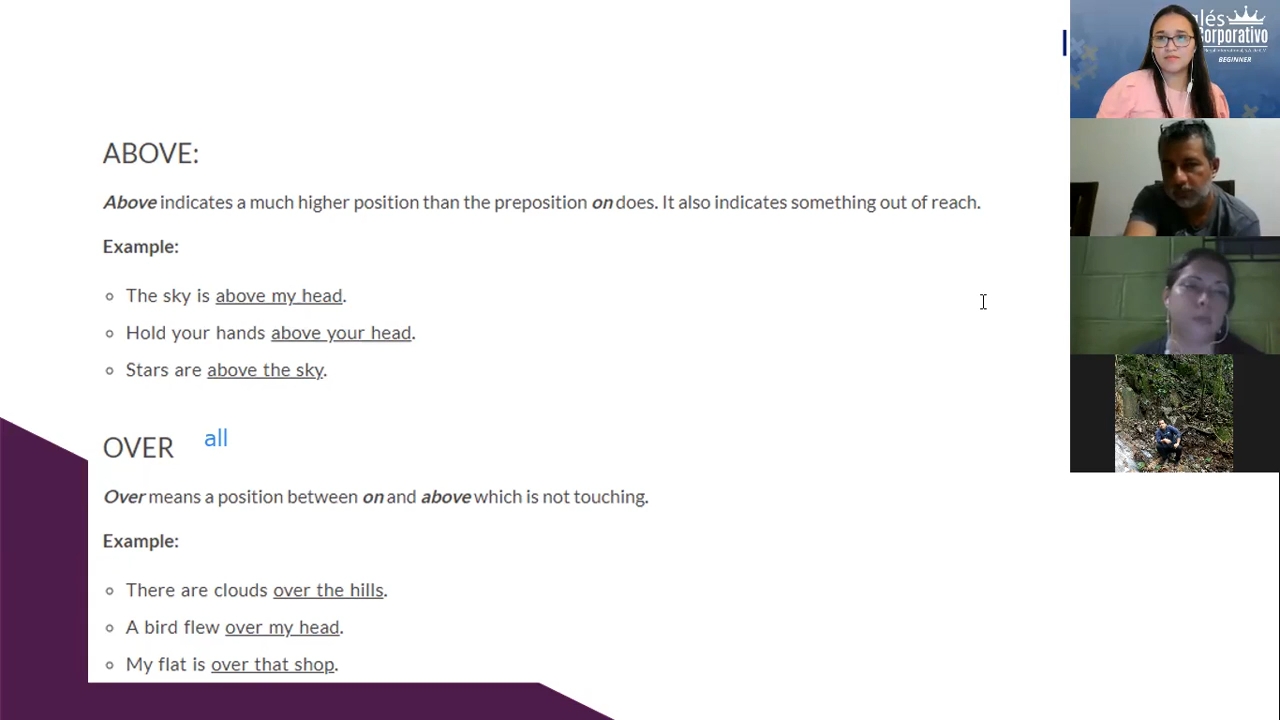 glés
Corporativo
BEGINNER
ABOVE:
Above indicates a much higher position than the preposition on does. It also indicates something out of reach.
Example:
The sky is above my head.
Hold your hands above your head.
Stars are above the sky.
OVER all
Over means a position between on and above which is not touching.
Example:
There are clouds over the hills.
A bird flew over my head.
My flat is over that shop.